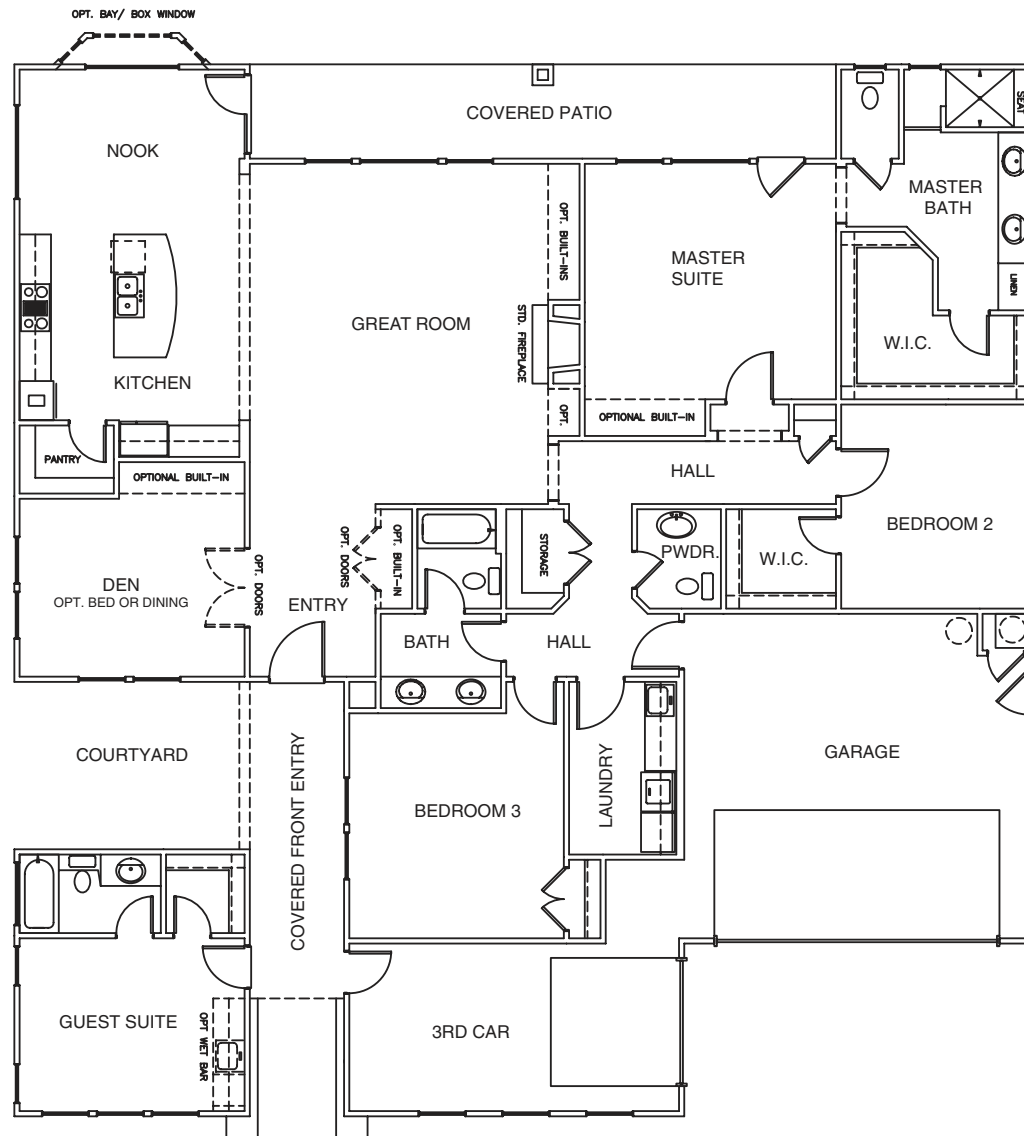 OPT. BAY/ BOX WINDOW
COVERED PATIO
SEAT
NOOK
MASTER
BATH
OPT. BUILT-INS
MASTER
SUITE
LINEN
GREAT ROOM
STD. FIREPLACE
W.I.C.
KITCHEN
OPT.
OPTIONAL BUILT-IN
PANTRY
OPTIONAL BUILT-IN
HALL
BEDROOM 2
OPT. DOORS
OPT. BUILT-IN
STORAGE
PWDR.
W.I.C.
DEN
OPT. BED OR DINING
OPT. DOORS
ENTRY
BATH
HALL
COURTYARD
COVERED FRONT ENTRY
GARAGE
LAUNDRY
BEDROOM 3
GUEST SUITE
OPT WET BAR
3RD CAR